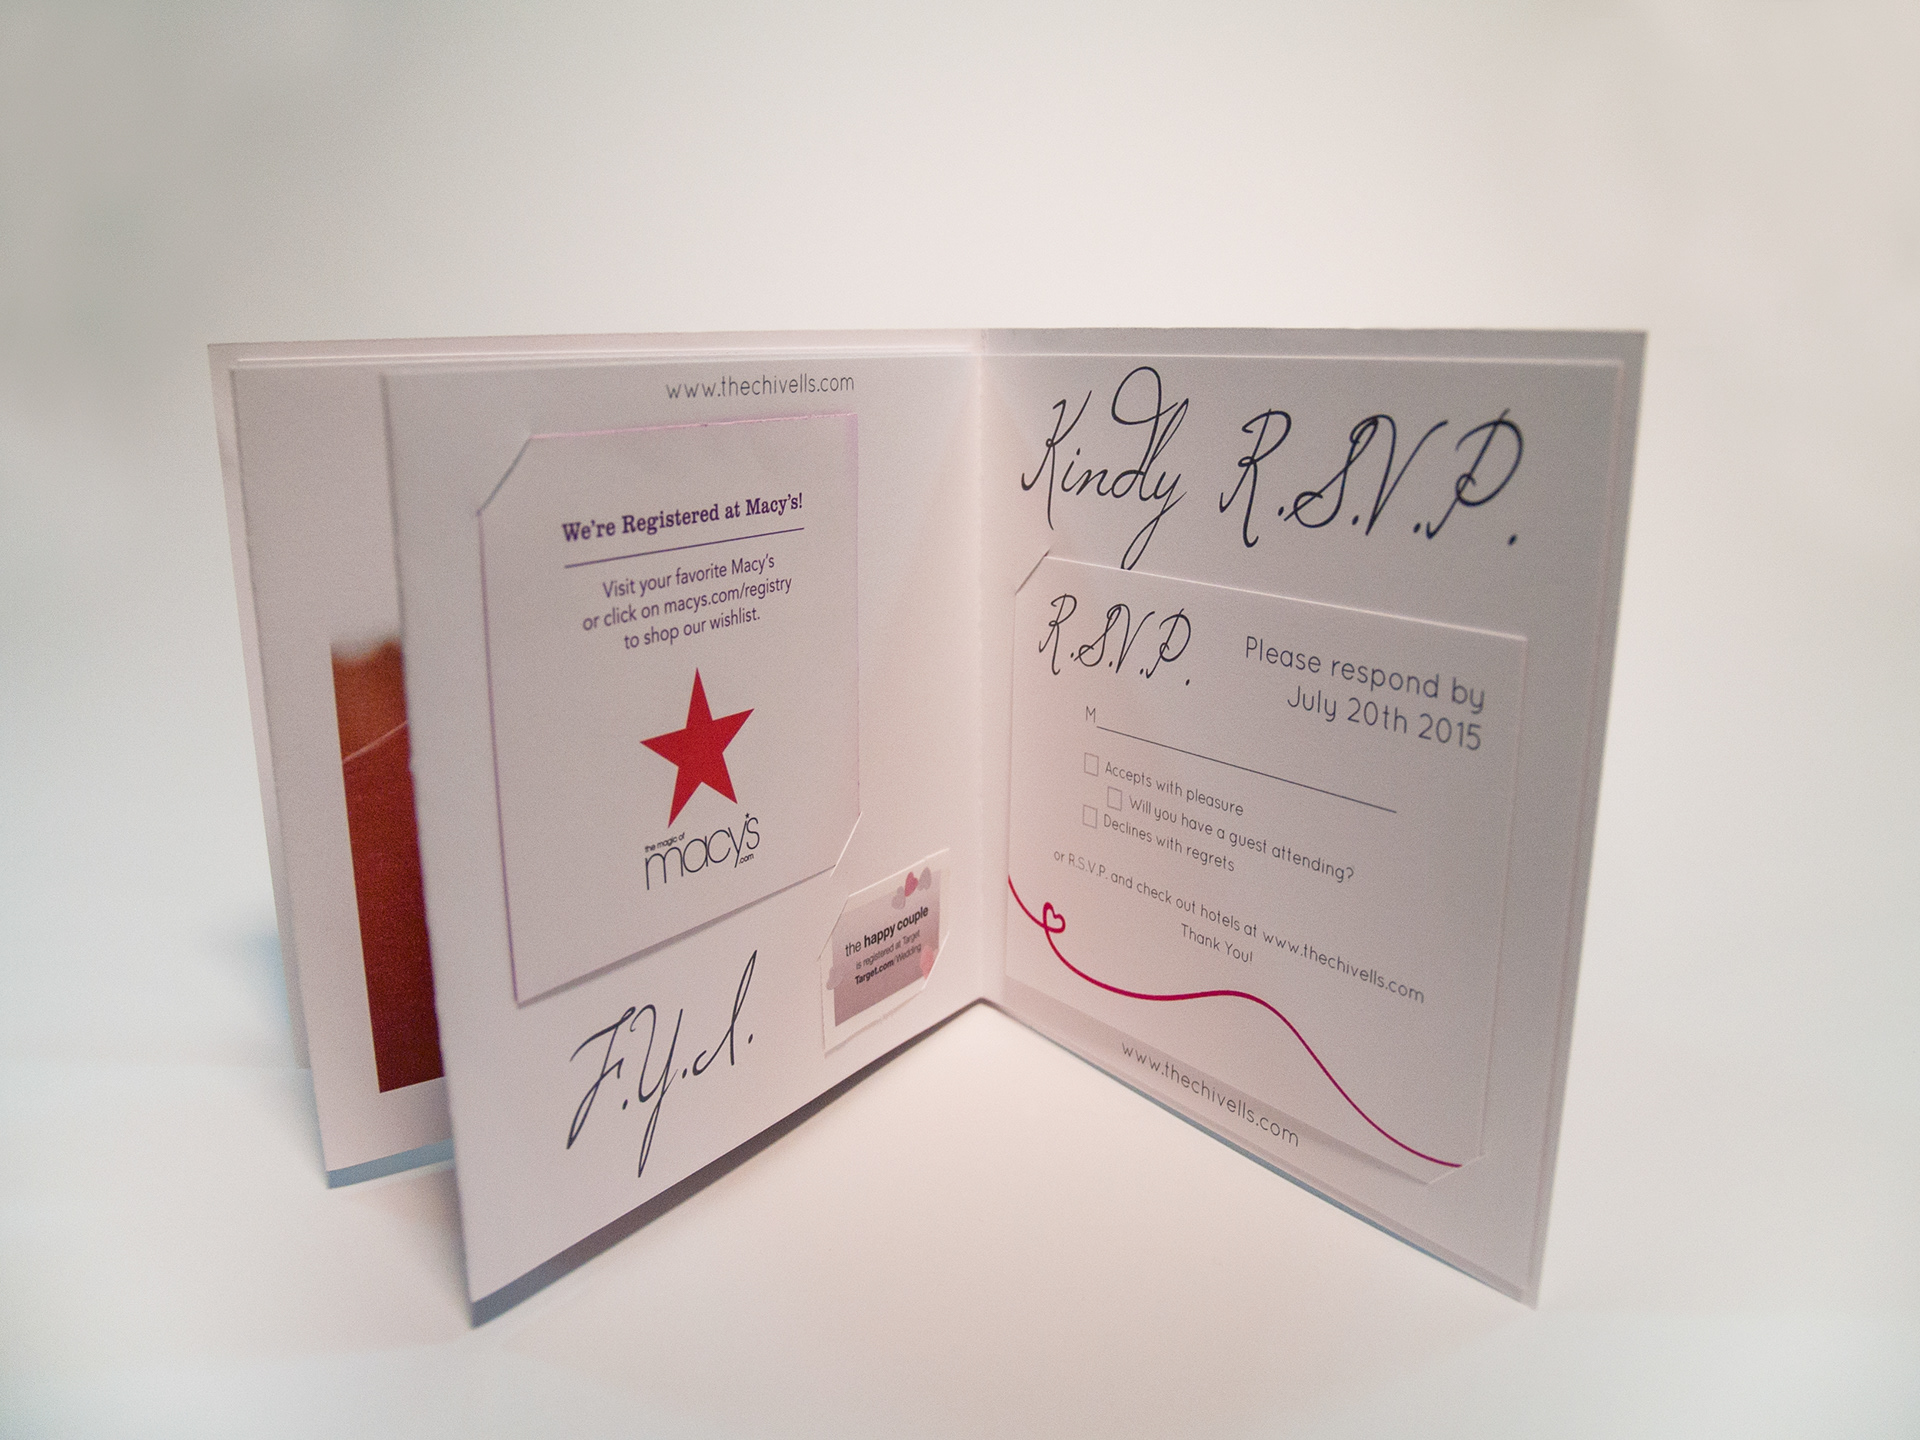 www.thechivells.com
We're Registered at Macy's!
Visit your favorite Macy's
or click on macys.com/registry
to shop our wishlist.
the magic of
macy's
.com
the happy couple
is registered at Target
Target.com/Wedding
F.Y.I.
Kindy R.S.V.P.
R.S.V.P.
Please respond by
July 20th 2015
M
Accepts with pleasure
Will you have a guest attending?
Declines with regrets
or R.S.V.P. and check out hotels at www.thechivells.com
Thank You!
www.thechivells.com